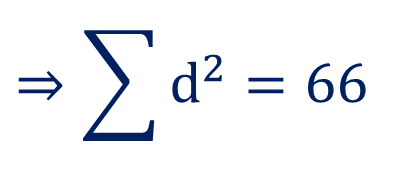 ⇒ ∑ d² = 66